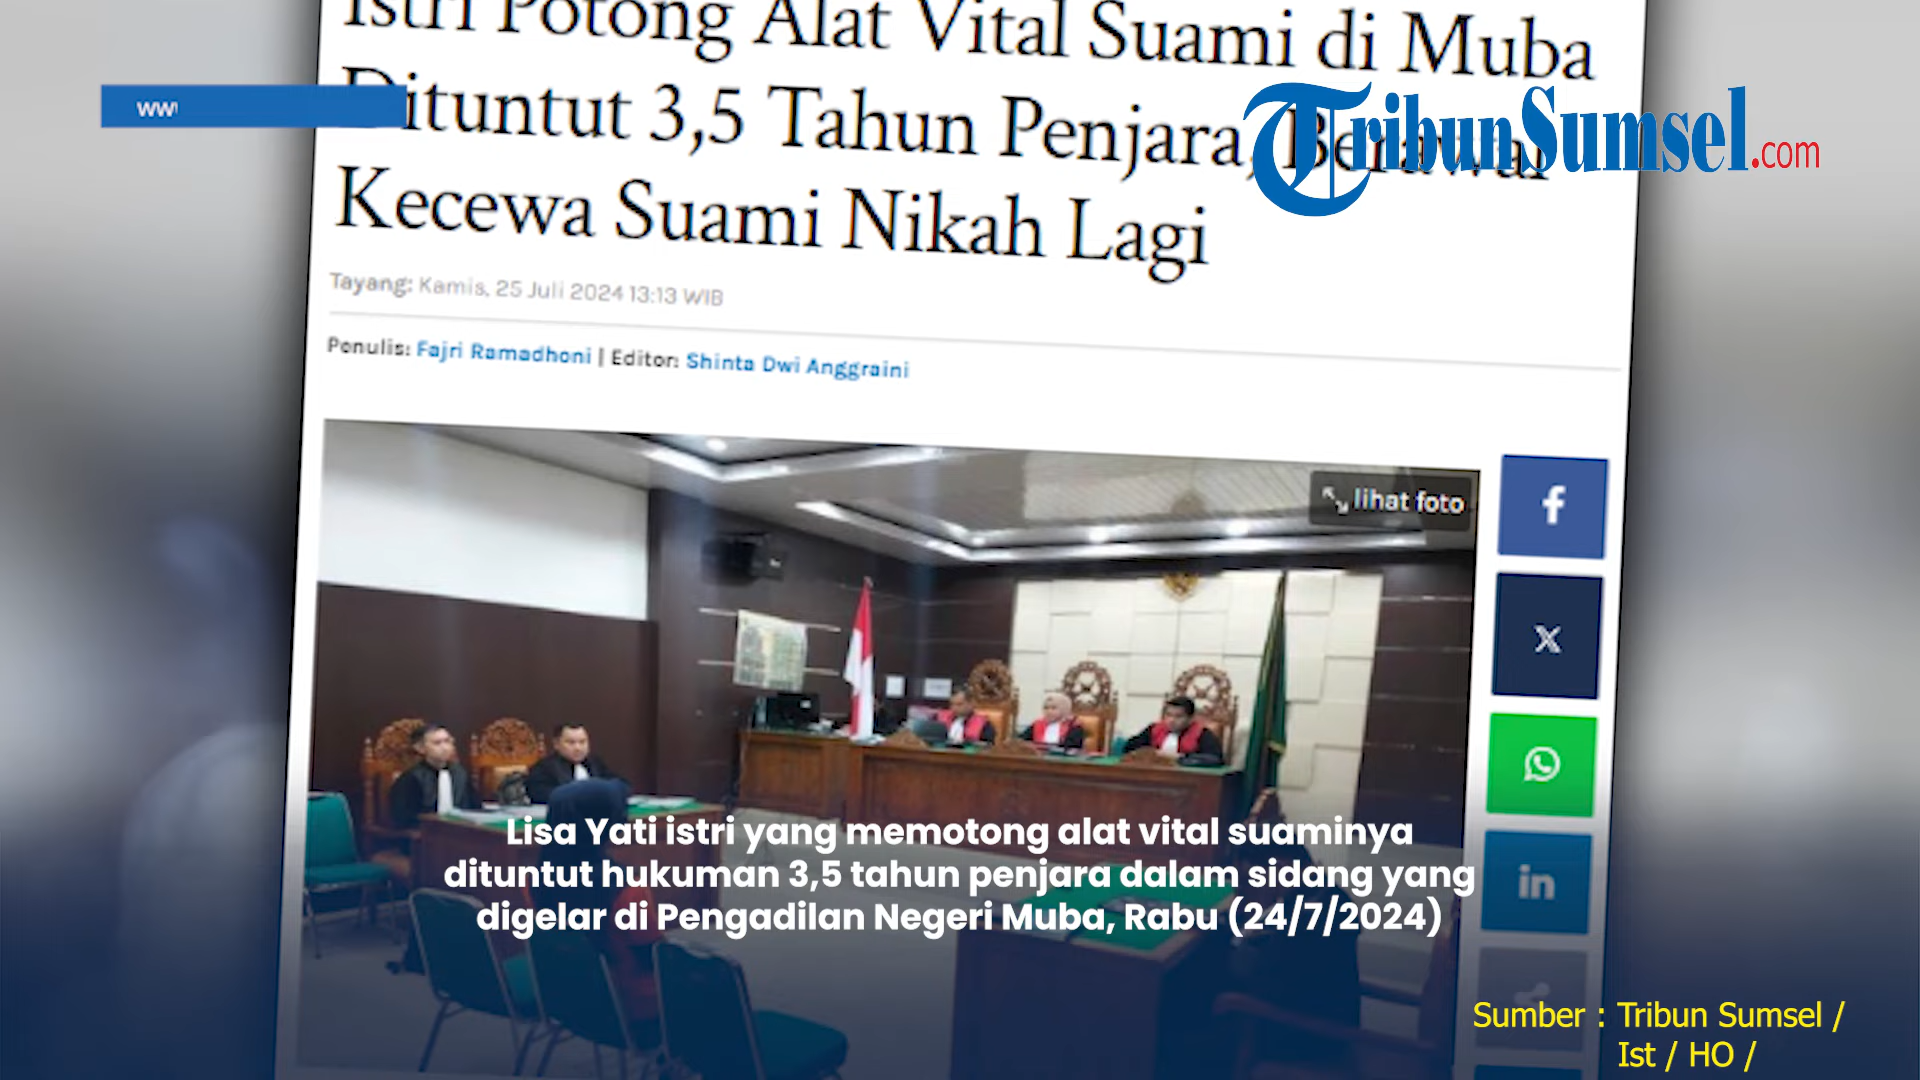 Istri Potong Alat Vital Suami di Muba
Dituntut 3,5 Tahun Penjara, Berawal
Kecewa Suami Nikah Lagi
ww
TribunSumsel.com
Tayang: Kamis, 25 Juli 2024 13:13 WIB
Penulis: Fajri Ramadhoni | Editor: Shinta Dwi Anggraini
lihat foto
f
X
in
Lisa Yati istri yang memotong alat vital suaminya
dituntut hukuman 3,5 tahun penjara dalam sidang yang
digelar di Pengadilan Negeri Muba, Rabu (24/7/2024)
Sumber : Tribun Sumsel /
Ist / HO /